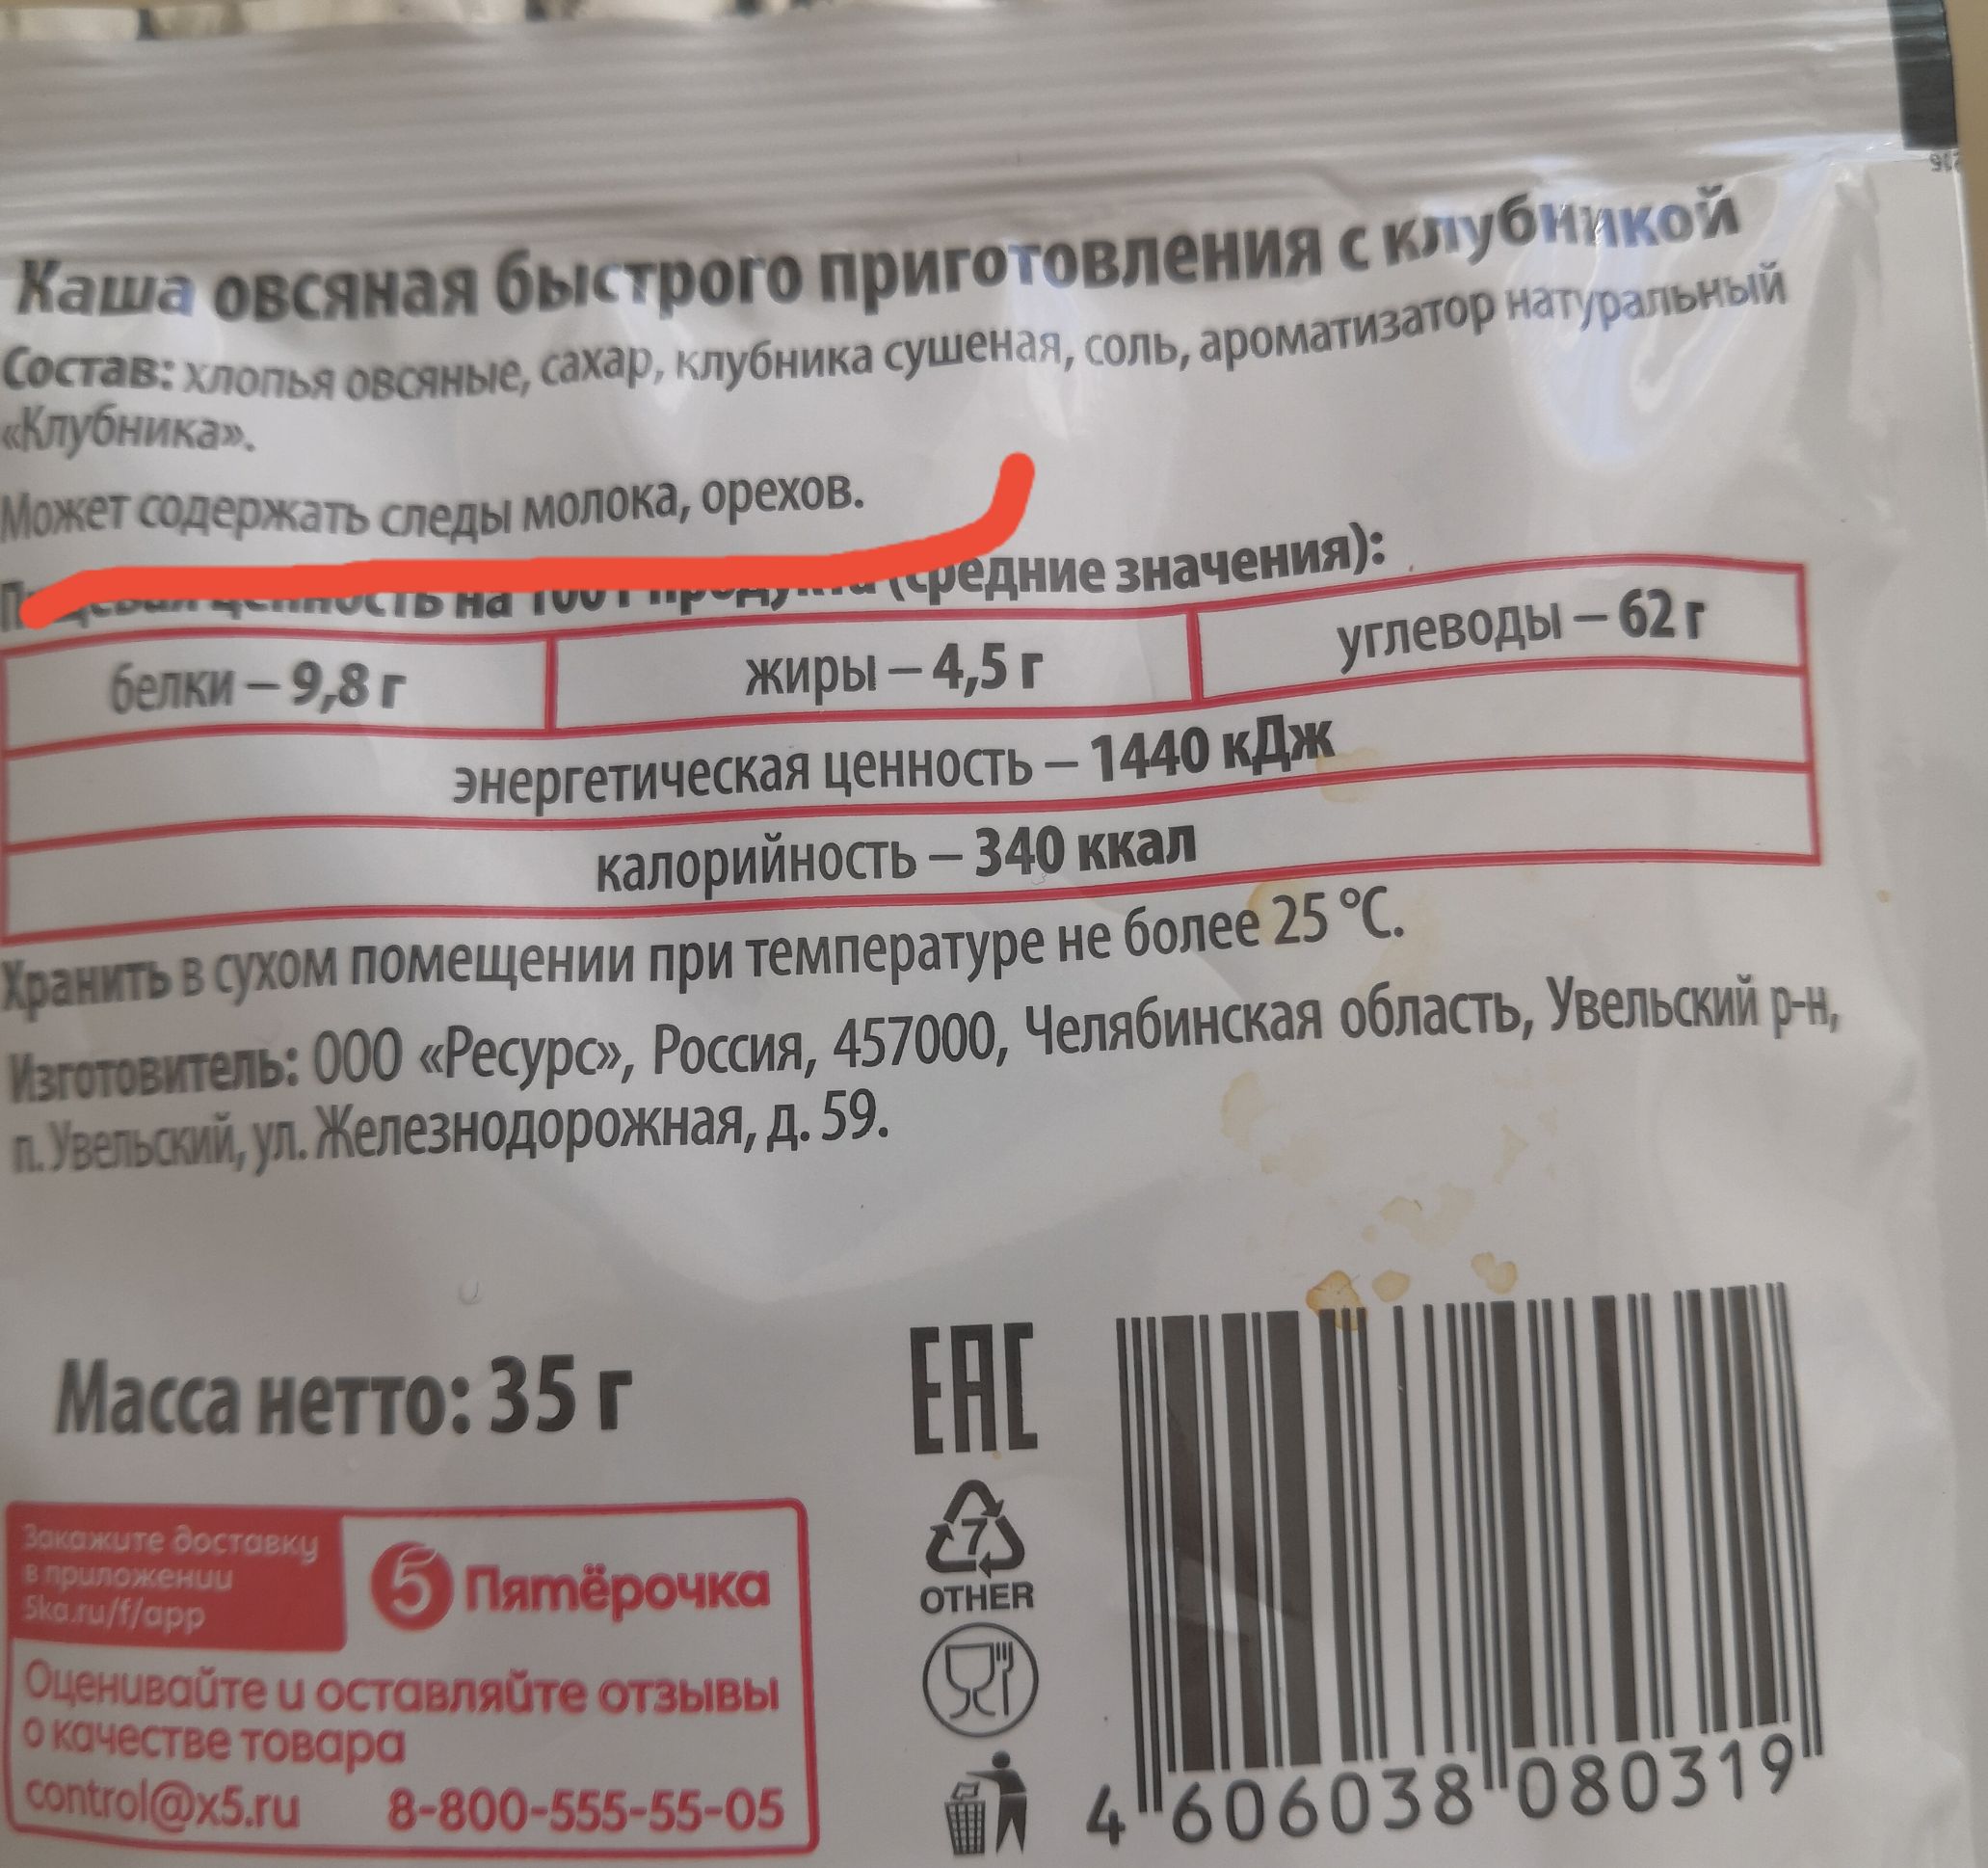 Каша овсяная быстрого приготовления с клубникой
Состав: хлопья овсяные, сахар, клубника сушеная, соль, ароматизатор натуральный
«Клубника».
Может содержать следы молока, орехов.
Пищевая ценность на 100 г продукта (средние значения):
белки – 9,8 г
жиры – 4,5 г
углеводы – 62 г
энергетическая ценность – 1440 кДж
калорийность – 340 ккал
Хранить в сухом помещении при температуре не более 25 °C.
Изготовитель: ООО «Ресурс», Россия, 457000, Челябинская область, Увельский р-н,
п. Увельский, ул. Железнодорожная, д. 59.
Масса нетто: 35 г
EAC
7
OTHER
Закажите доставку
в приложении
5ka.ru/f/app
5 Пятёрочка
Оценивайте и оставляйте отзывы
о качестве товара
control@x5.ru 8-800-555-55-05
4 606038 080319